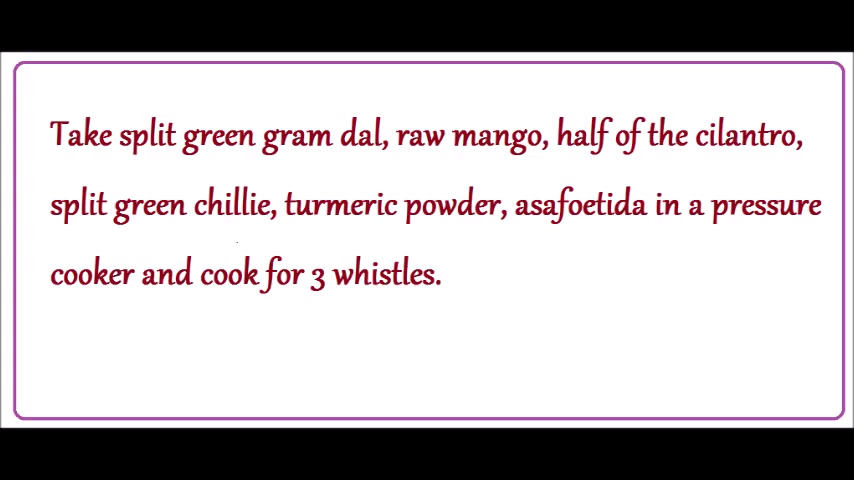 Take split green gram dal, raw mango, half of the cilantro,
split green chillie, turmeric powder, asafoetida in a pressure
cooker and cook for 3 whistles.